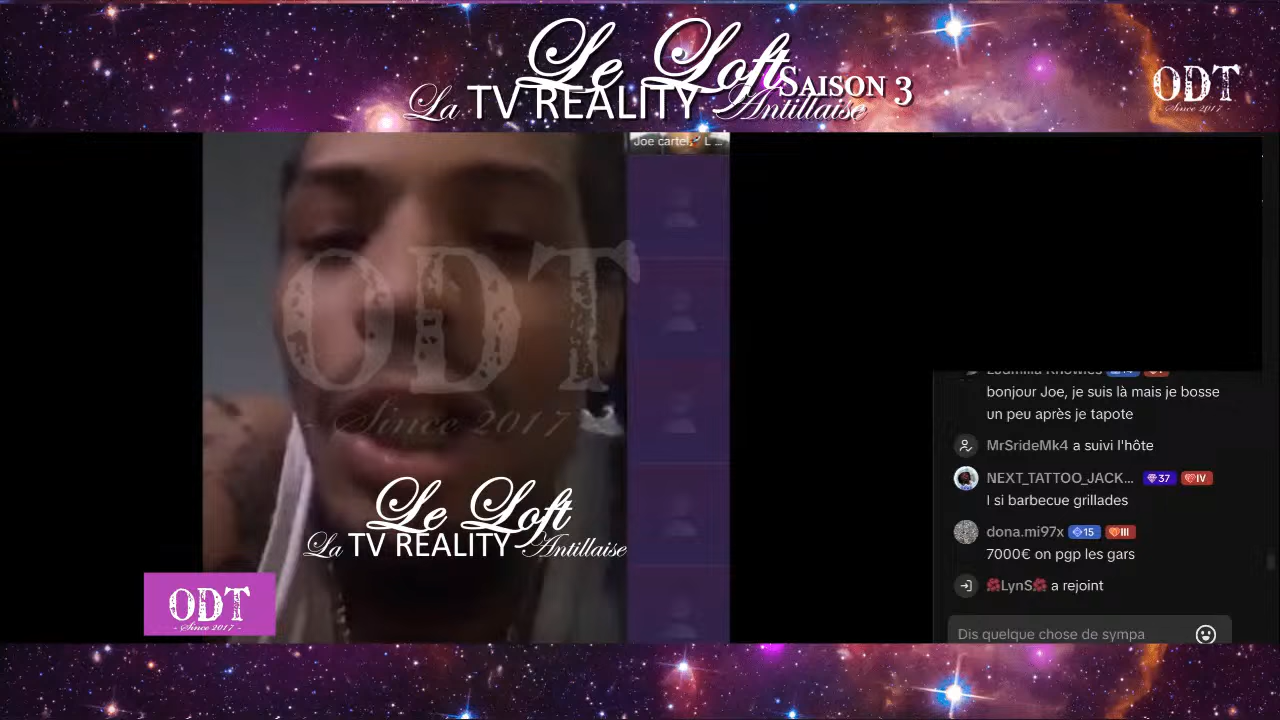 Le Loft
Saison 3
La TV REALITY Antillaise
ODT
- Since 2017 -
Joe cartel L ...
ODT
- Since 2017 -
Le Loft
La TV REALITY Antillaise
ODT
- Since 2017 -
Ludmilla Knowles
bonjour Joe, je suis là mais je bosse
un peu après je tapote
MrSrideMk4 a suivi l'hôte
NEXT_TATTOO_JACK... 37 IV
I si barbecue grillades
dona.mi97x 15 III
7000€ on pgp les gars
🌺LynS🌺 a rejoint
Dis quelque chose de sympa